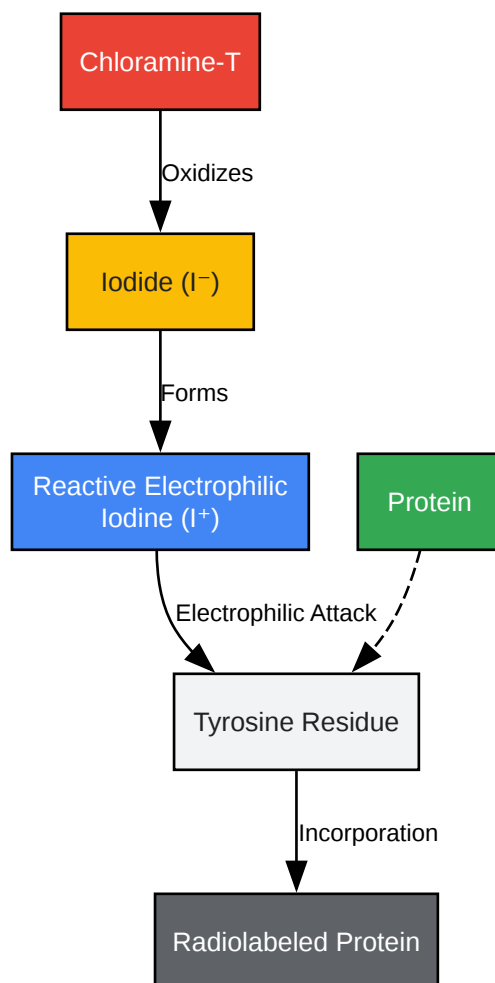 Chloramine-T
Oxidizes
Iodide (I⁻)
Forms
Reactive Electrophilic
Iodine (I⁺)
Protein
Electrophilic Attack
Tyrosine Residue
Incorporation
Radiolabeled Protein